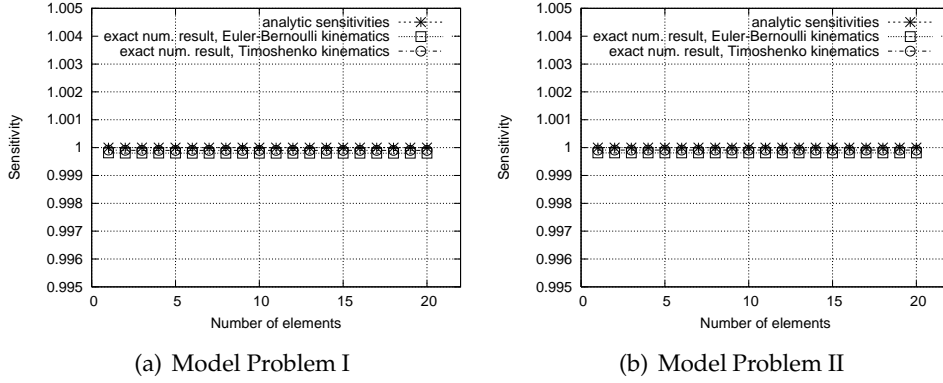 1.005
1.004
1.003
1.002
1.001
1
0.999
0.998
0.997
0.996
0.995
Sensitivity
analytic sensitivities
exact num. result, Euler-Bernoulli kinematics
exact num. result, Timoshenko kinematics
0 5 10 15 20
Number of elements
(a) Model Problem I
1.005
1.004
1.003
1.002
1.001
1
0.999
0.998
0.997
0.996
0.995
Sensitivity
analytic sensitivities
exact num. result, Euler-Bernoulli kinematics
exact num. result, Timoshenko kinematics
0 5 10 15 20
Number of elements
(b) Model Problem II